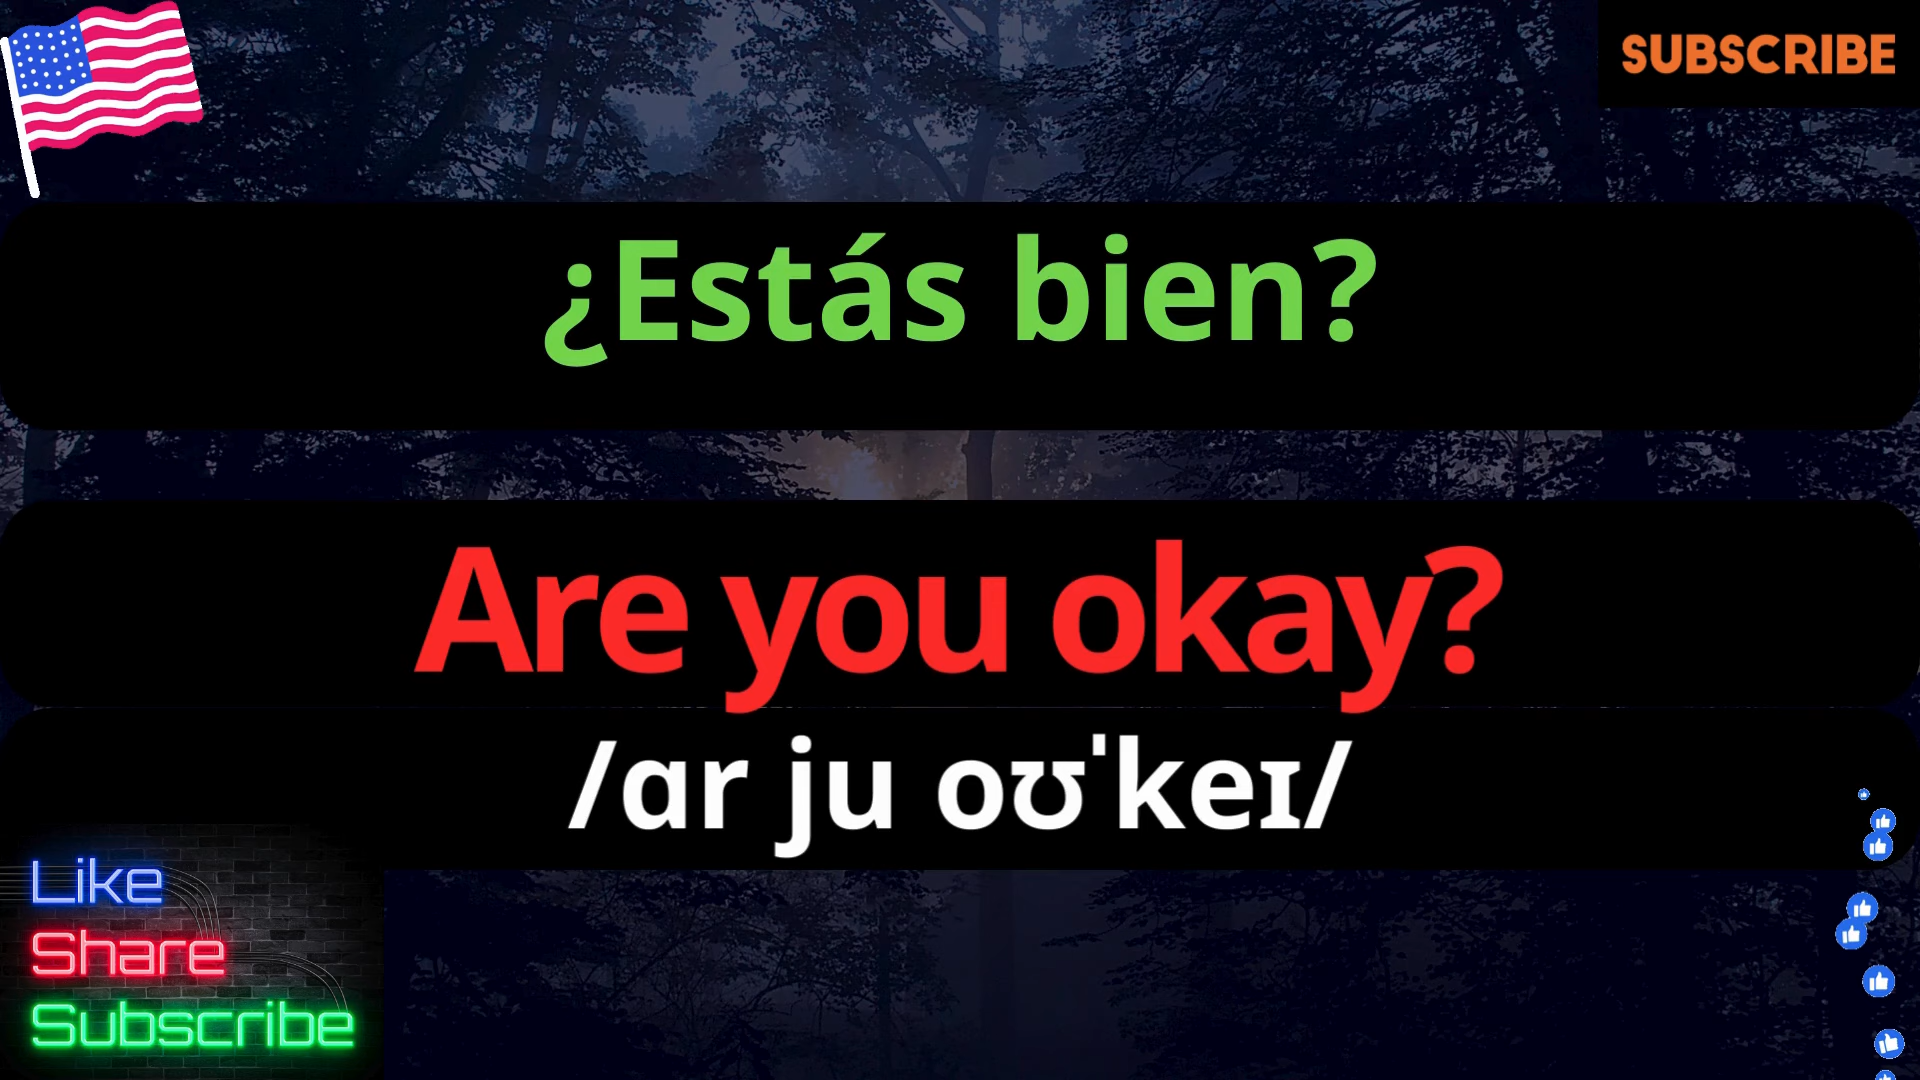 SUBSCRIBE
¿Estás bien?
Are you okay?
/ɑr ju oʊˈkeɪ/
Like
Share
Subscribe